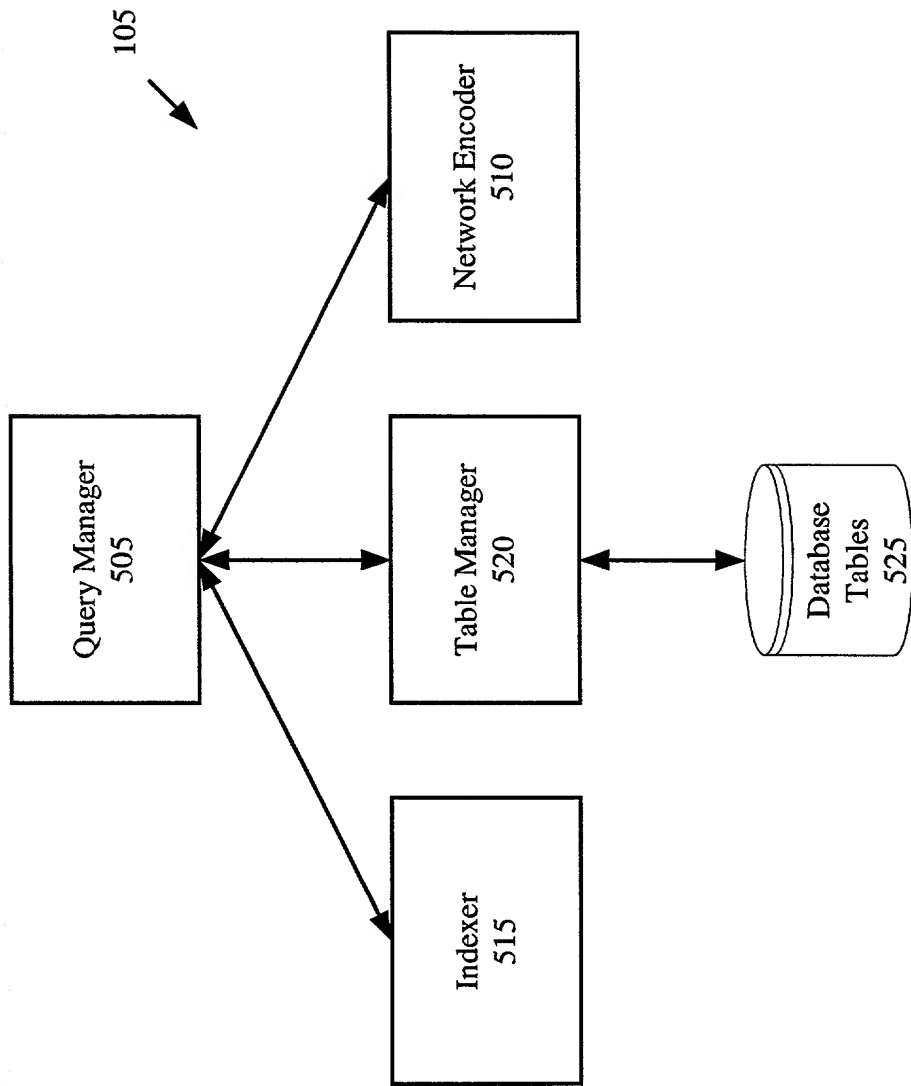 105
Query Manager
505
Indexer
515
Table Manager
520
Network Encoder
510
Database
Tables
525